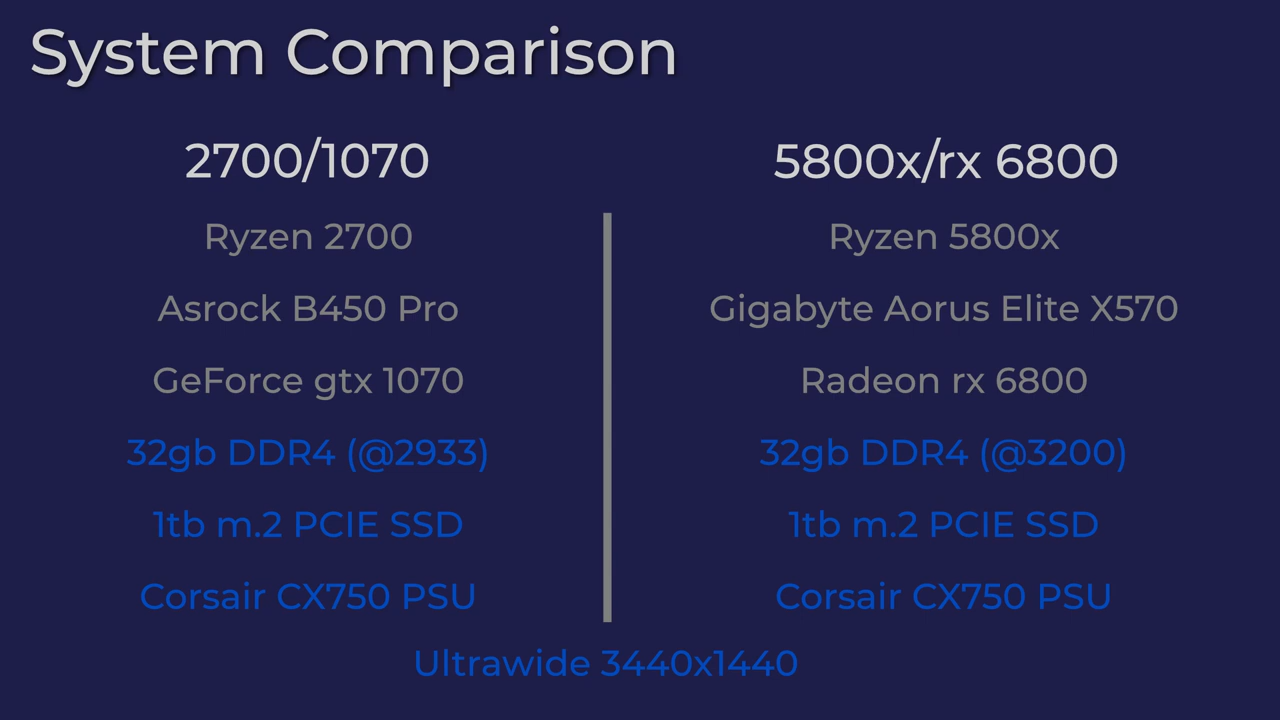 System Comparison
2700/1070
Ryzen 2700
Asrock B450 Pro
GeForce gtx 1070
32gb DDR4 (@2933)
1tb m.2 PCIE SSD
Corsair CX750 PSU
5800x/rx 6800
Ryzen 5800x
Gigabyte Aorus Elite X570
Radeon rx 6800
32gb DDR4 (@3200)
1tb m.2 PCIE SSD
Corsair CX750 PSU
Ultrawide 3440x1440